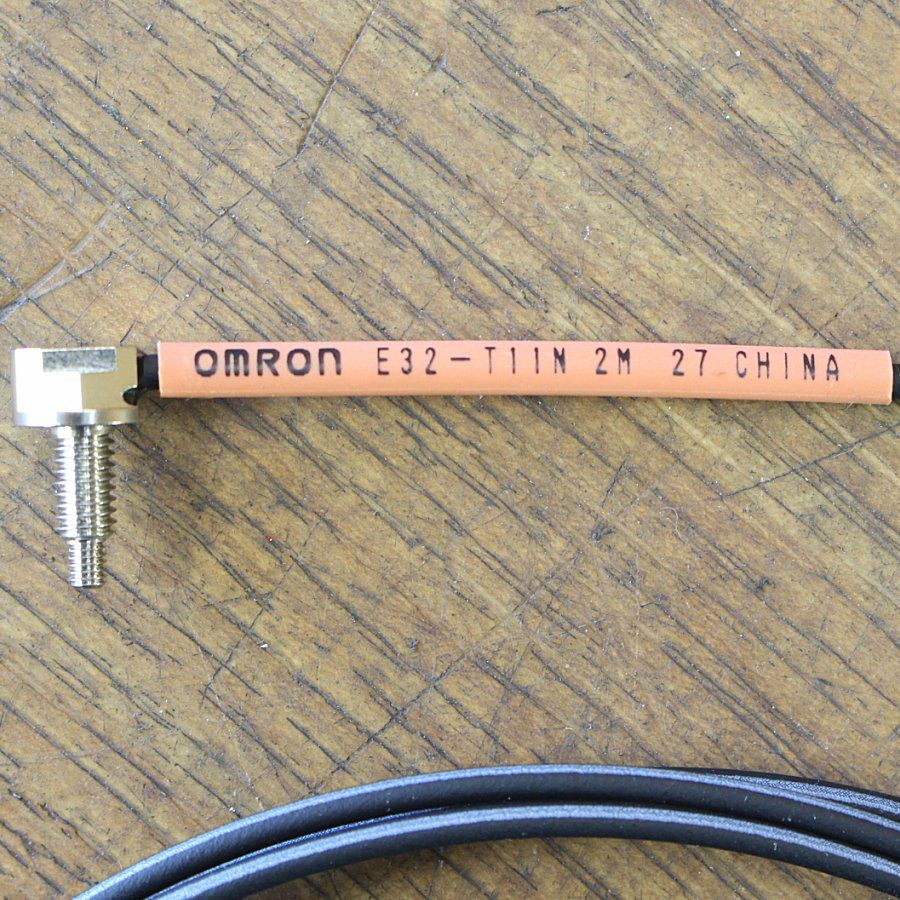 OMRON E32-T11N 2M 27 CHINA